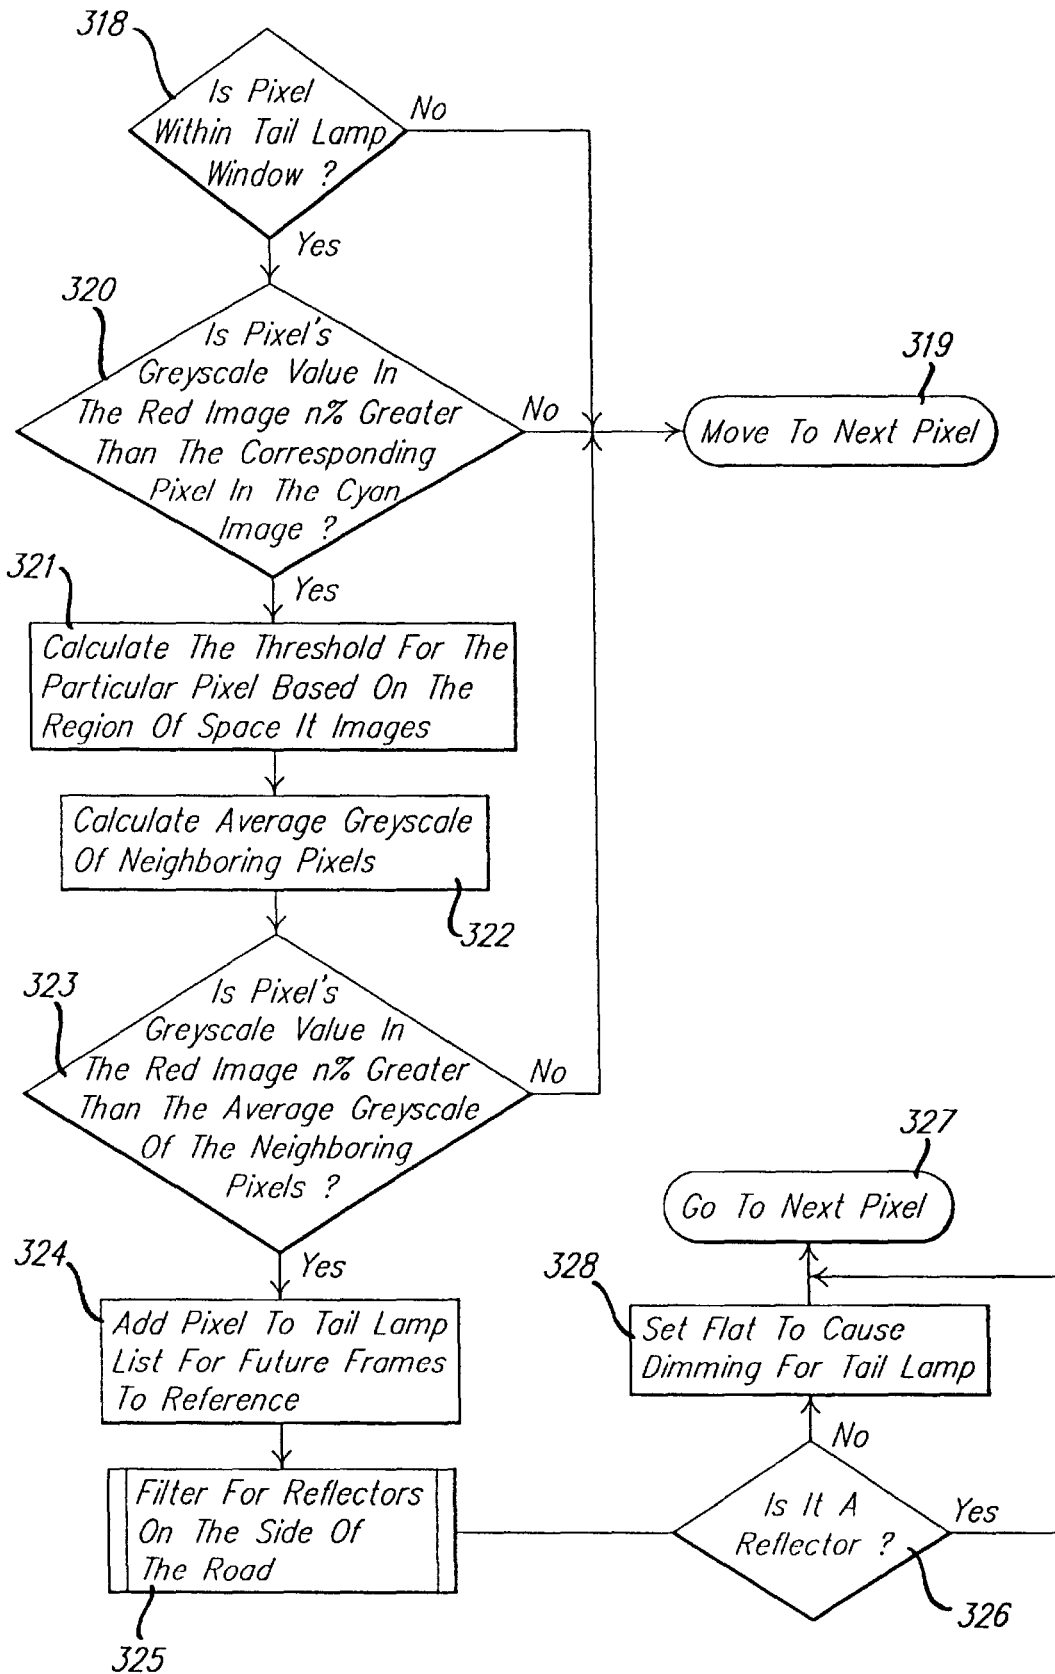 318
Is Pixel
Within Tail Lamp
Window ?
No
Yes
320
Is Pixel's
Greyscale Value In
The Red Image n% Greater
Than The Corresponding
Pixel In The Cyan
Image ?
No
Yes
319
Move To Next Pixel
321
Calculate The Threshold For The
Particular Pixel Based On The
Region Of Space It Images
Calculate Average Greyscale
Of Neighboring Pixels
322
323
Is Pixel's
Greyscale Value In
The Red Image n% Greater
Than The Average Greyscale
Of The Neighboring
Pixels ?
No
Yes
324
Add Pixel To Tail Lamp
List For Future Frames
To Reference
Filter For Reflectors
On The Side Of
The Road
325
327
Go To Next Pixel
328
Set Flat To Cause
Dimming For Tail Lamp
No
Is It A
Reflector ?
Yes
326